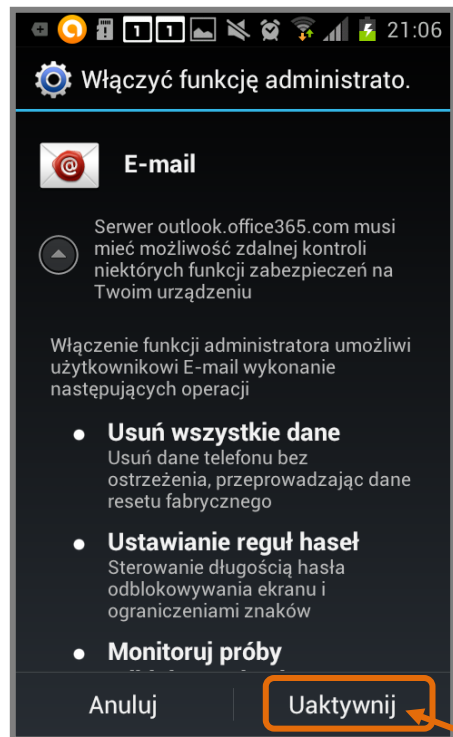 1 1 21:06
Włączyć funkcję administrato.
@
E-mail
Serwer outlook.office365.com musi
mieć możliwość zdalnej kontroli
niektórych funkcji zabezpieczeń na
Twoim urządzeniu
Włączenie funkcji administratora umożliwi
użytkownikowi E-mail wykonanie
następujących operacji
• Usuń wszystkie dane
Usuń dane telefonu bez
ostrzeżenia, przeprowadzając dane
resetu fabrycznego
• Ustawianie reguł haseł
Sterowanie długością hasła
odblokowywania ekranu i
ograniczeniami znaków
• Monitoruj próby
Anuluj Uaktywnij